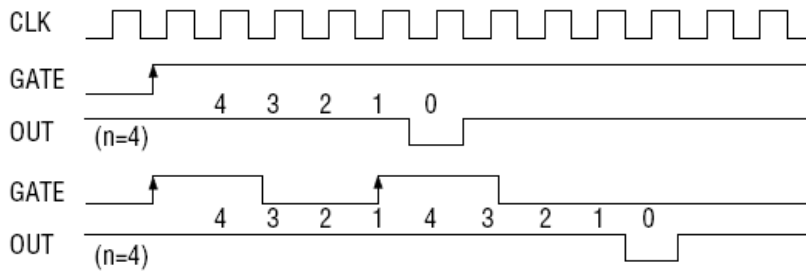 CLK
GATE
4 3 2 1 0
OUT (n=4)
GATE
4 3 2 1 4 3 2 1 0
OUT (n=4)